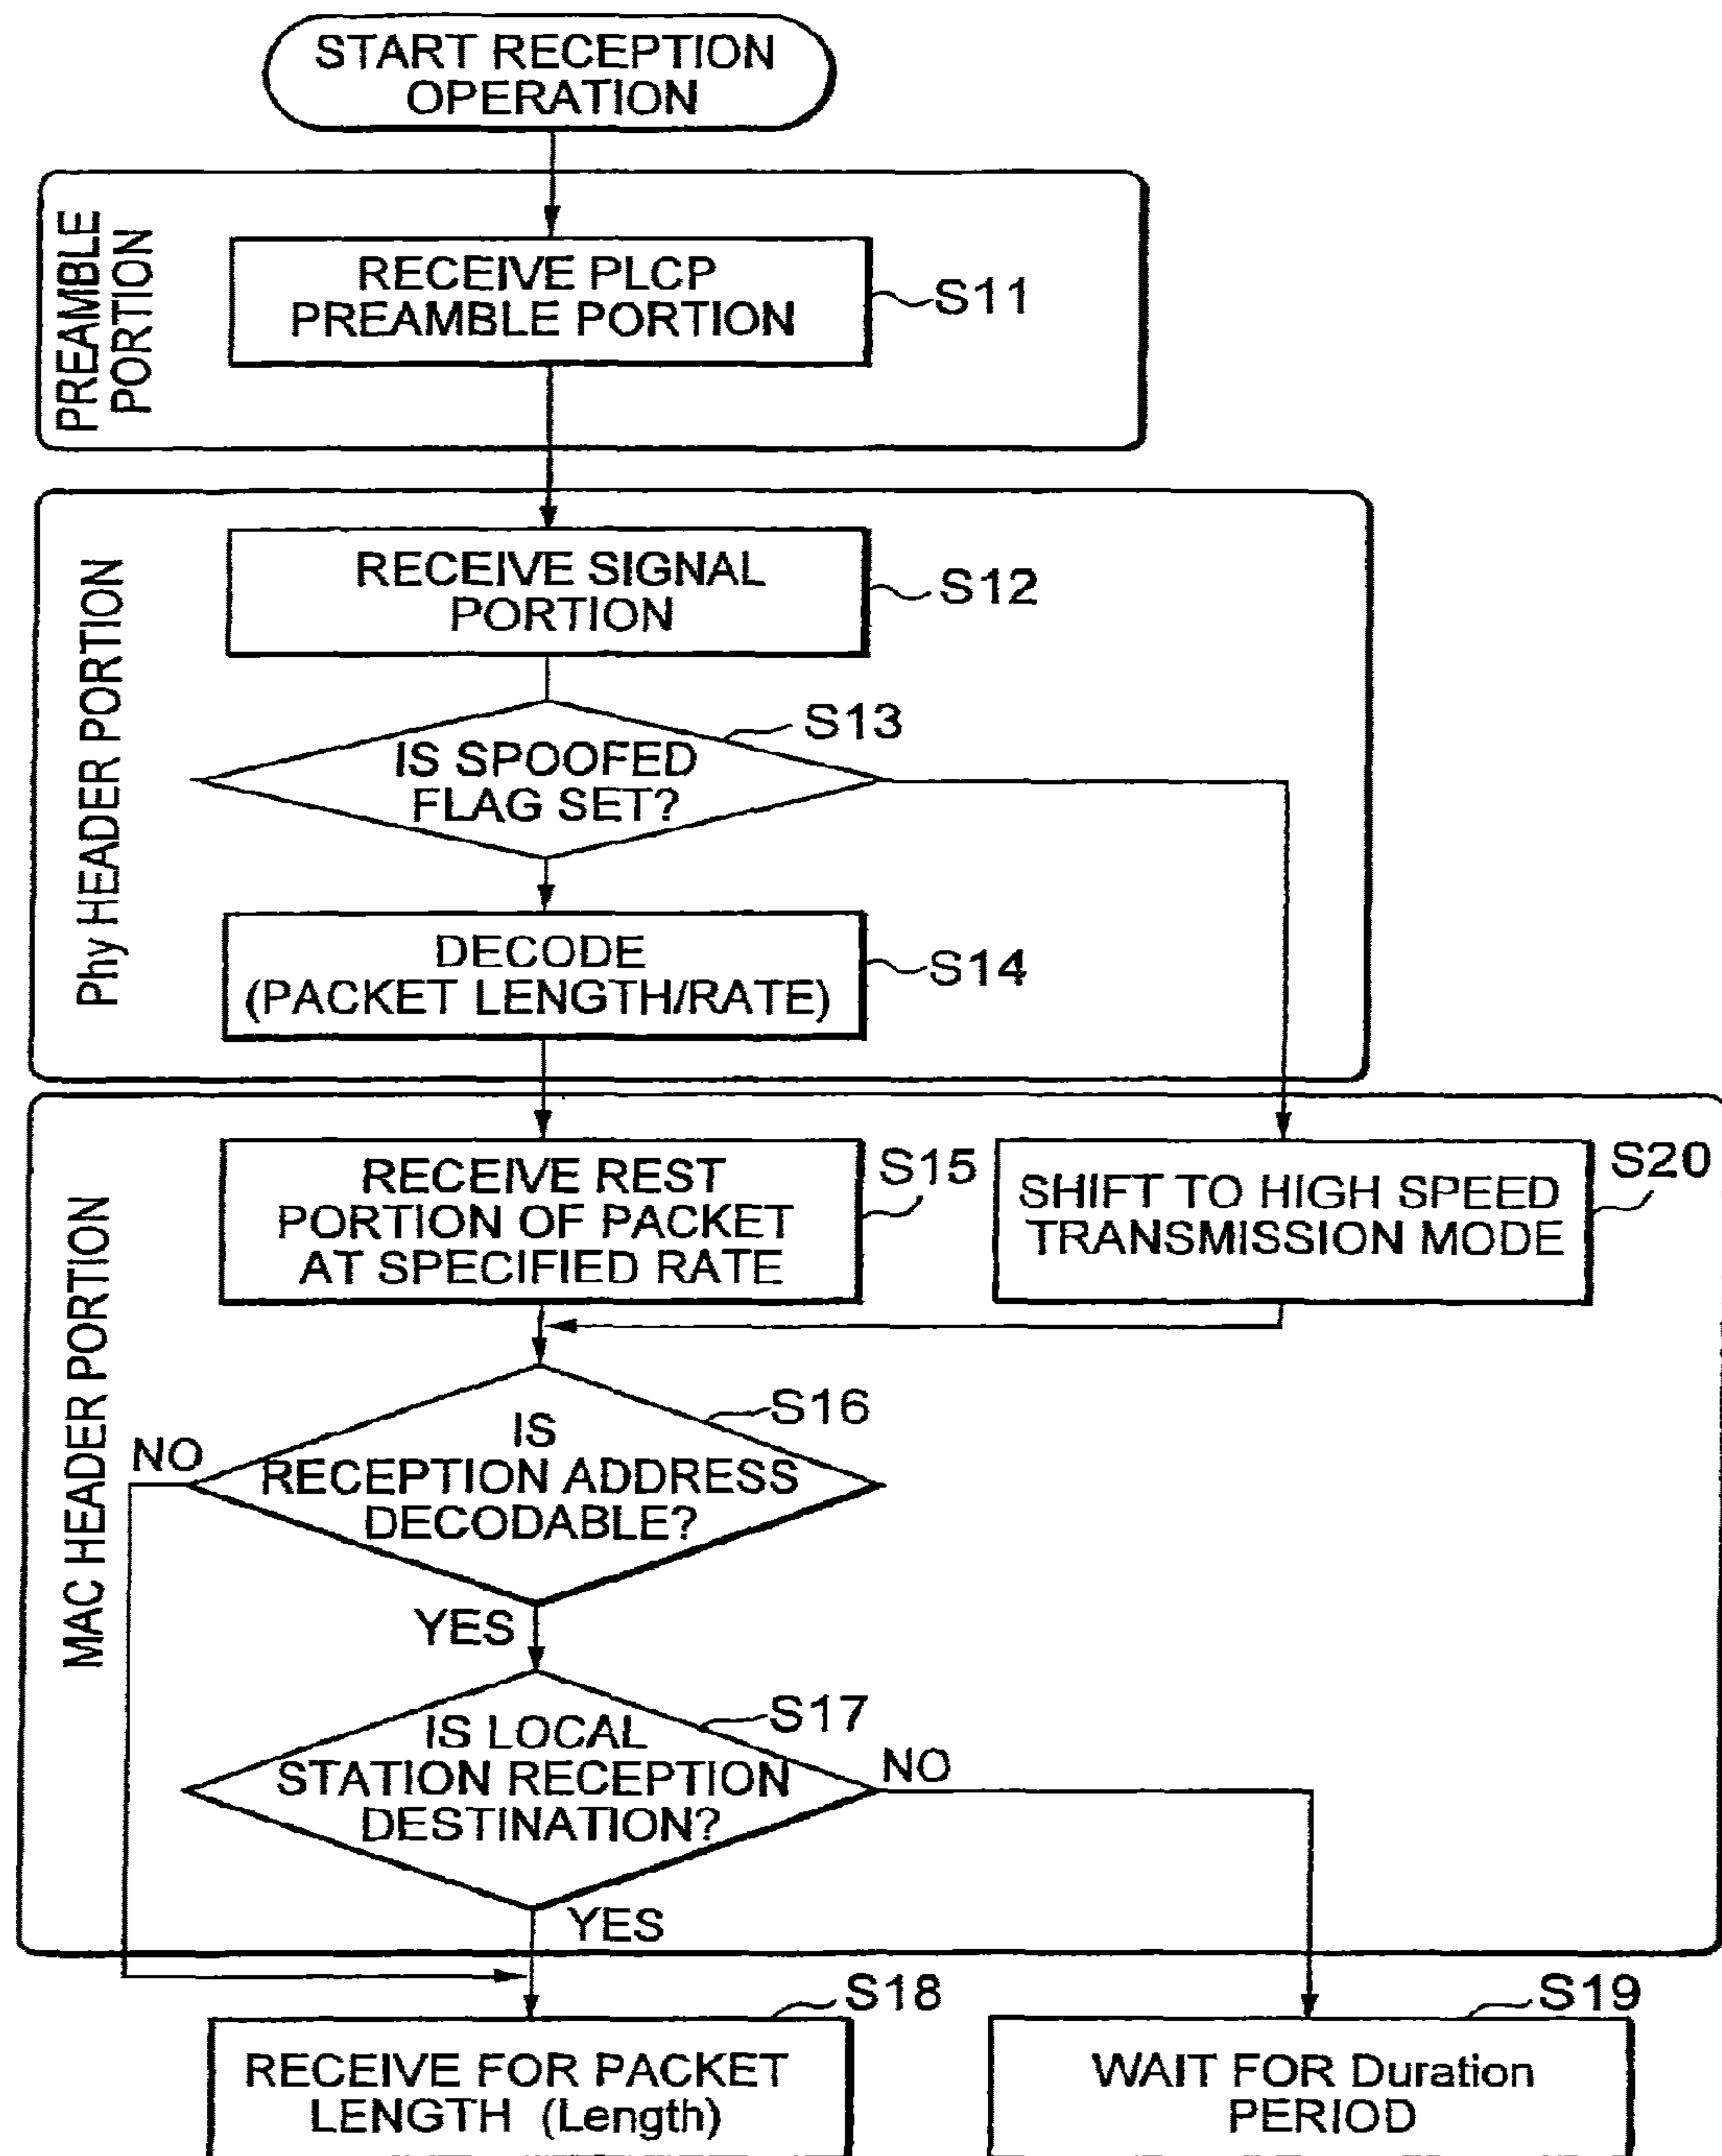 START RECEPTION
OPERATION
PREAMBLE
PORTION
RECEIVE PLCP
PREAMBLE PORTION
S11
Phy HEADER PORTION
RECEIVE SIGNAL
PORTION
S12
S13
IS SPOOFED
FLAG SET?
DECODE
(PACKET LENGTH/RATE)
S14
MAC HEADER PORTION
RECEIVE REST
PORTION OF PACKET
AT SPECIFIED RATE
S15
SHIFT TO HIGH SPEED
TRANSMISSION MODE
S20
S16
NO
IS
RECEPTION ADDRESS
DECODABLE?
YES
S17
IS LOCAL
STATION RECEPTION
DESTINATION?
NO
YES
S18
RECEIVE FOR PACKET
LENGTH (Length)
S19
WAIT FOR Duration
PERIOD